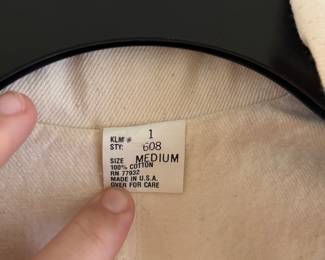 KLM# 1
STY: 608
SIZE MEDIUM
100% COTTON
RN 77932
MADE IN U.S.A.
OVER FOR CARE